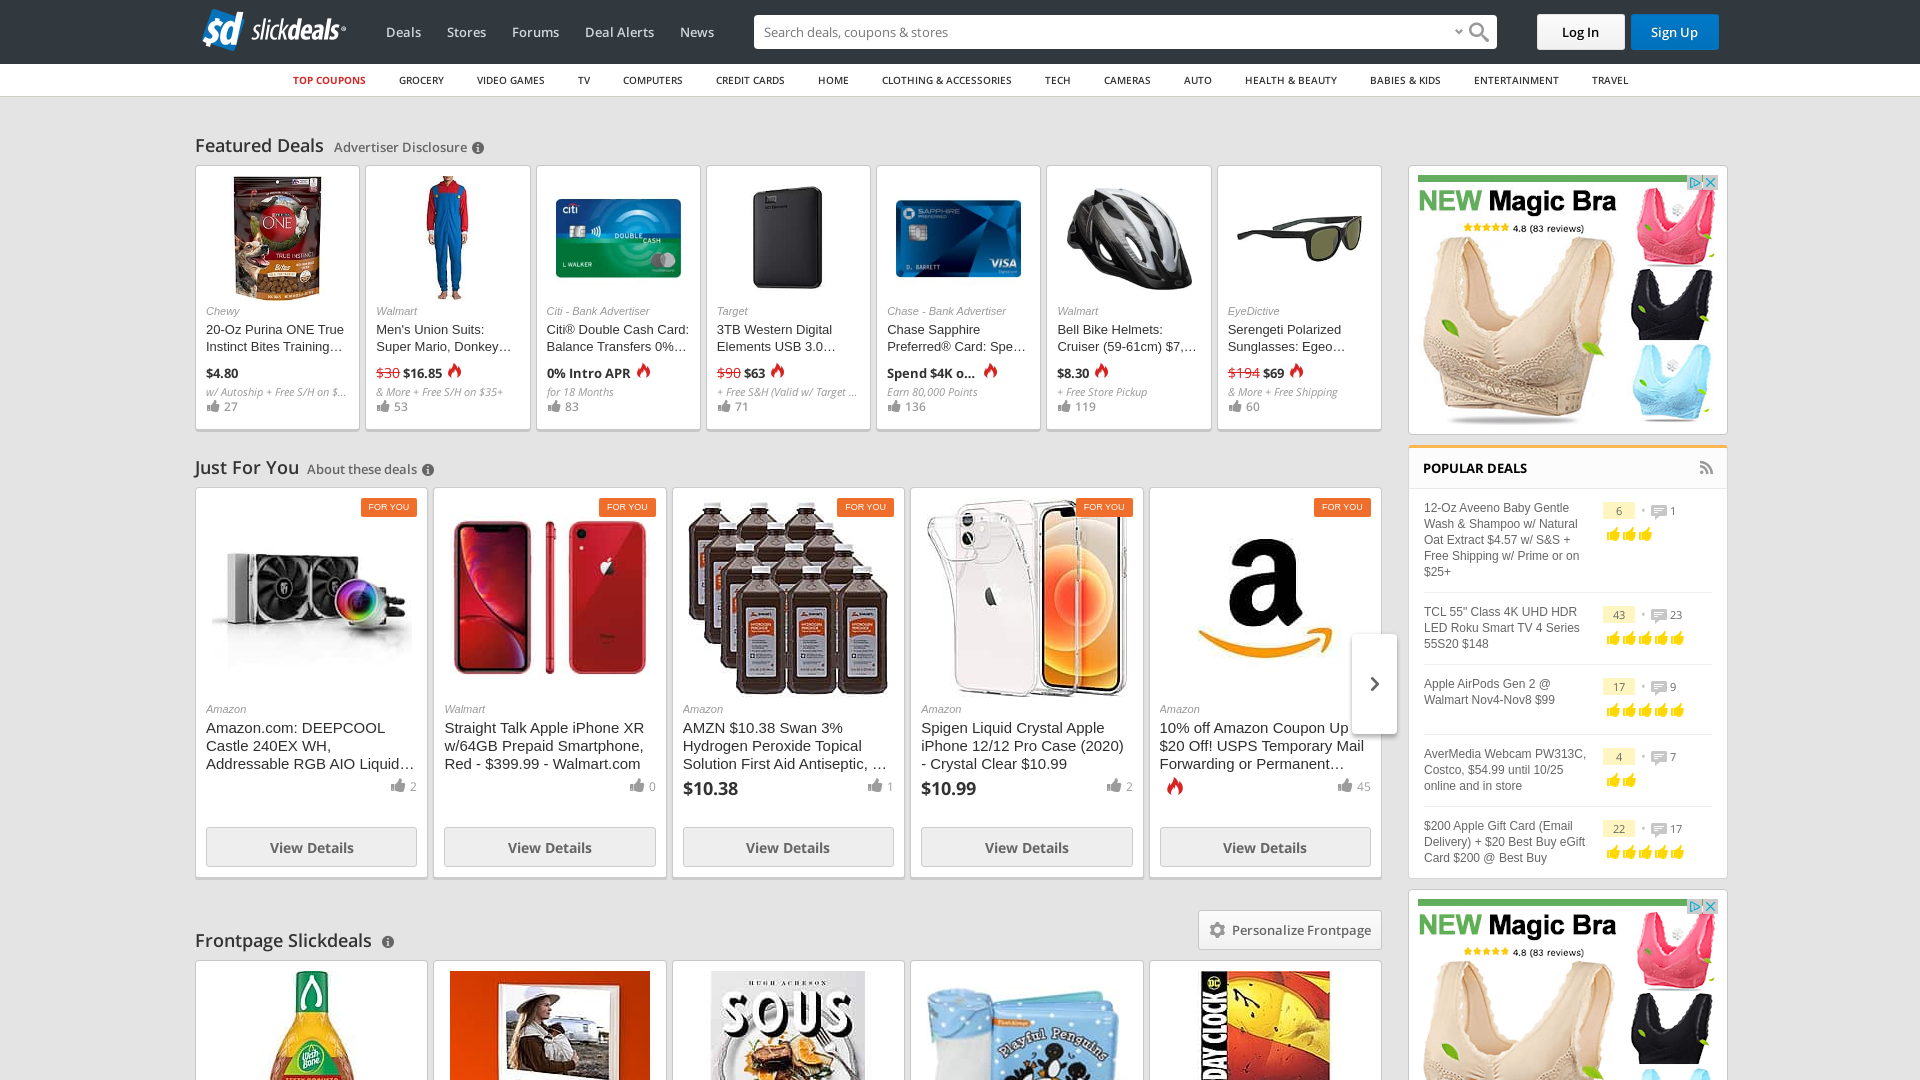 sd slickdeals
Deals
Stores
Forums
Deal Alerts
News
Search deals, coupons & stores
Log In
Sign Up
TOP COUPONS
GROCERY
VIDEO GAMES
TV
COMPUTERS
CREDIT CARDS
HOME
CLOTHING & ACCESSORIES
TECH
CAMERAS
AUTO
HEALTH & BEAUTY
BABIES & KIDS
ENTERTAINMENT
TRAVEL
Featured Deals Advertiser Disclosure
ONE
TRUE INSTINCT
Bites
Chewy
20-Oz Purina ONE True
Instinct Bites Training…
$4.80
w/ Autoship + Free S/H on $…
27
Walmart
Men's Union Suits:
Super Mario, Donkey…
$30 $16.85
& More + Free S/H on $35+
53
citi
DOUBLE
CASH
L WALKER
Citi - Bank Advertiser
Citi® Double Cash Card:
Balance Transfers 0%…
0% Intro APR
for 18 Months
83
Target
3TB Western Digital
Elements USB 3.0…
$90 $63
+ Free S&H (Valid w/ Target …
71
SAPPHIRE
PREFERRED
D. BARRETT
VISA
Chase - Bank Advertiser
Chase Sapphire
Preferred® Card: Spe…
Spend $4K o…
Earn 80,000 Points
136
Walmart
Bell Bike Helmets:
Cruiser (59-61cm) $7,…
$8.30
+ Free Store Pickup
119
EyeDictive
Serengeti Polarized
Sunglasses: Egeo…
$194 $69
& More + Free Shipping
60
NEW Magic Bra
4.8 (83 reviews)
Just For You About these deals
FOR YOU
Amazon
Amazon.com: DEEPCOOL
Castle 240EX WH,
Addressable RGB AIO Liquid…
2
View Details
FOR YOU
Walmart
Straight Talk Apple iPhone XR
w/64GB Prepaid Smartphone,
Red - $399.99 - Walmart.com
0
View Details
FOR YOU
Amazon
AMZN $10.38 Swan 3%
Hydrogen Peroxide Topical
Solution First Aid Antiseptic, …
$10.38
1
View Details
FOR YOU
Amazon
Spigen Liquid Crystal Apple
iPhone 12/12 Pro Case (2020)
- Crystal Clear $10.99
$10.99
2
View Details
FOR YOU
a
Amazon
10% off Amazon Coupon Up
$20 Off! USPS Temporary Mail
Forwarding or Permanent…
45
View Details
POPULAR DEALS
12-Oz Aveeno Baby Gentle
Wash & Shampoo w/ Natural
Oat Extract $4.57 w/ S&S +
Free Shipping w/ Prime or on
$25+
6
1
TCL 55" Class 4K UHD HDR
LED Roku Smart TV 4 Series
55S20 $148
43
23
Apple AirPods Gen 2 @
Walmart Nov4-Nov8 $99
17
9
AverMedia Webcam PW313C,
Costco, $54.99 until 10/25
online and in store
4
7
$200 Apple Gift Card (Email
Delivery) + $20 Best Buy eGift
Card $200 @ Best Buy
22
17
Frontpage Slickdeals
Personalize Frontpage
Wish-Bone
HUGH ACHESON
SOUS
Playful Penguins
DC
DAY CLOCK
NEW Magic Bra
4.8 (83 reviews)